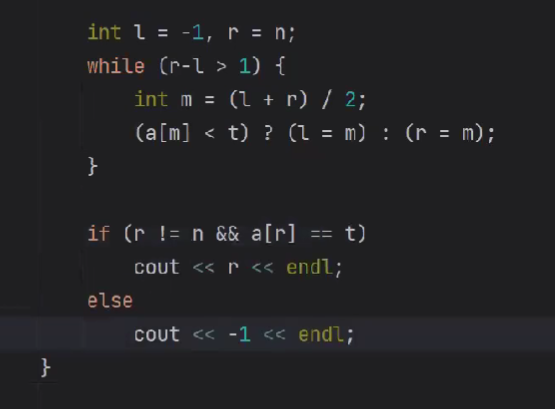 int l = -1, r = n;
while (r-l > 1) {
int m = (l + r) / 2;
(a[m] < t) ? (l = m) : (r = m);
}
if (r != n && a[r] == t)
cout << r << endl;
else
cout << -1 << endl;
}